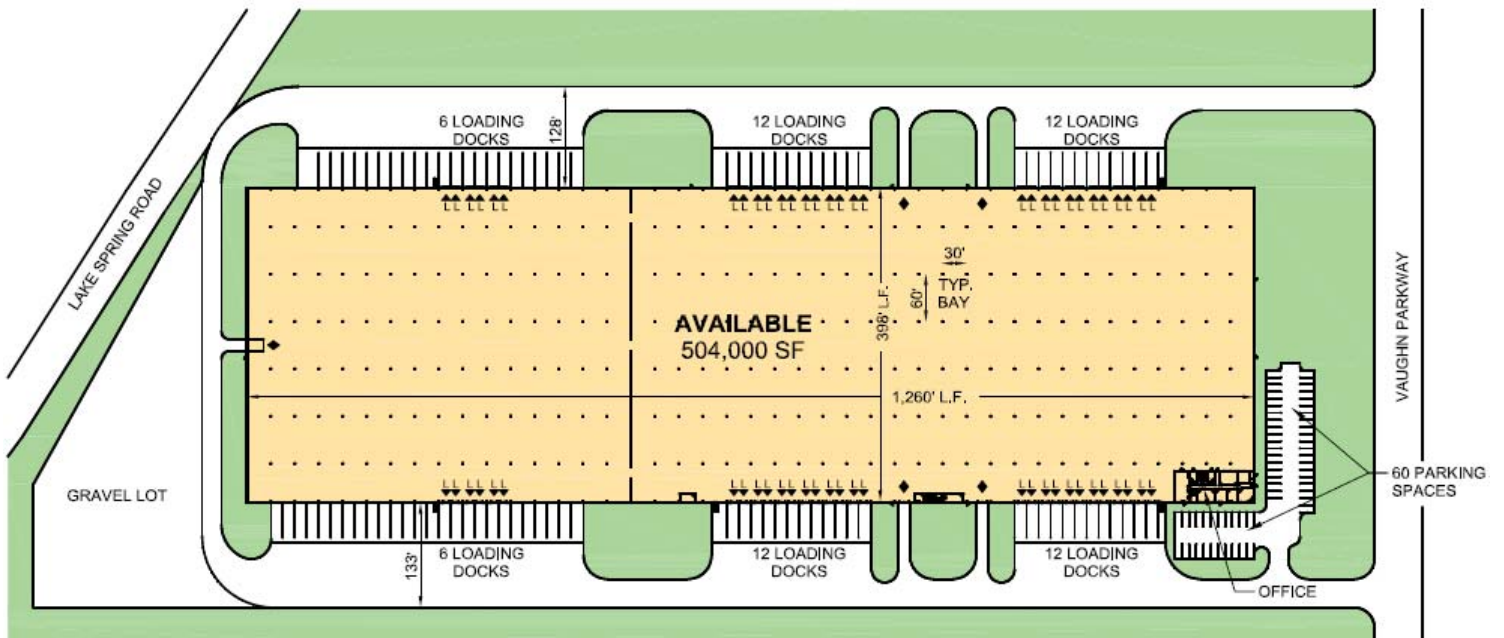 6 LOADING
DOCKS
12 LOADING
DOCKS
12 LOADING
DOCKS
128'
LAKE SPRING ROAD
L L L L L L
L L L L L L L L L L L L
L L L L L L L L L L L L
30'
TYP.
BAY
60'
398' L.F.
AVAILABLE
504,000 SF
1,260' L.F.
VAUGHN PARKWAY
GRAVEL LOT
L L L L L L
L L L L L L L L L L L L
L L L L L L L L L L L L
60 PARKING
SPACES
133'
6 LOADING
DOCKS
12 LOADING
DOCKS
12 LOADING
DOCKS
OFFICE